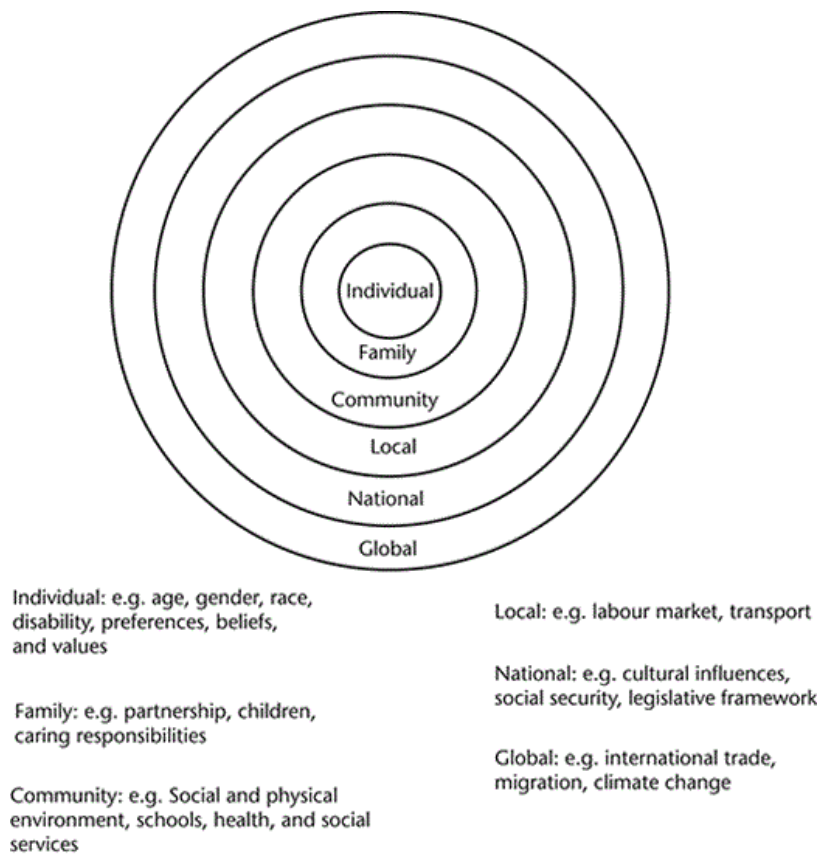 Individual
Family
Community
Local
National
Global
Individual: e.g. age, gender, race,
disability, preferences, beliefs,
and values
Family: e.g. partnership, children,
caring responsibilities
Community: e.g. Social and physical
environment, schools, health, and social
services
Local: e.g. labour market, transport
National: e.g. cultural influences,
social security, legislative framework
Global: e.g. international trade,
migration, climate change